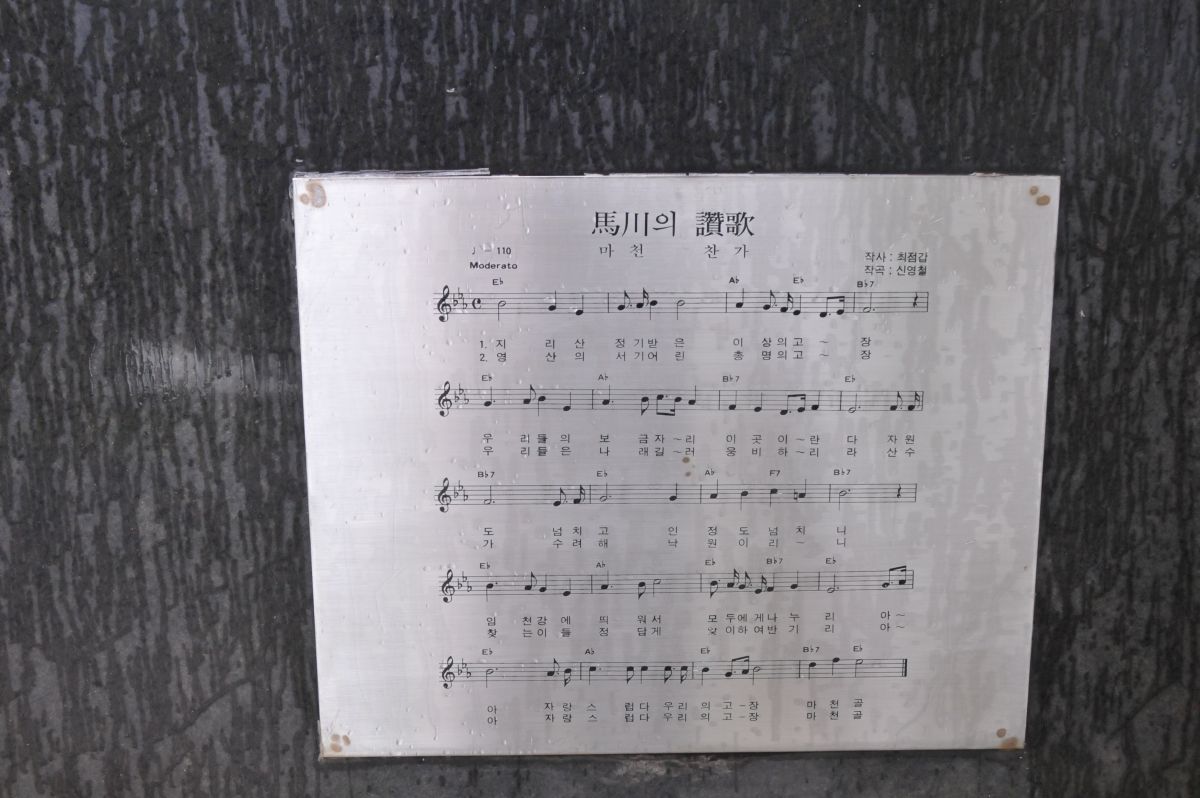 馬川의 讚歌
마천 찬가
♩ = 110
Moderato
작사 : 최점갑
작곡 : 신영철
E♭ A♭ E♭ B♭7
1. 지 리 산 정 기 받 은 이 상 의 고 ~ 장
2. 영 산 의 서 기 어 린 총 명 의 고 ~ 장
E♭ A♭ B♭7 E♭
우 리 들 의 보 금 자 ~ 리 이 곳 이 ~ 란 다 자 원
우 리 들 은 나 래 길 ~ 러 웅 비 하 ~ 리 라 산 수
B♭7 E♭ A♭ F7 B♭7
도 넘 치 고 인 정 도 넘 치 니
가 수 려 해 낙 원 이 리 ~ 니
E♭ A♭ E♭ B♭7 E♭
임 천 강 에 띄 워 서 모 두 에 게 나 누 리 아 ~
찾 는 이 들 정 답 게 맞 이 하 여 반 기 리 아 ~
E♭ A♭ E♭ B♭7 E♭
아 자 랑 스 럽 다 우 리 의 고 - 장 마 천 골
아 자 랑 스 럽 다 우 리 의 고 - 장 마 천 골